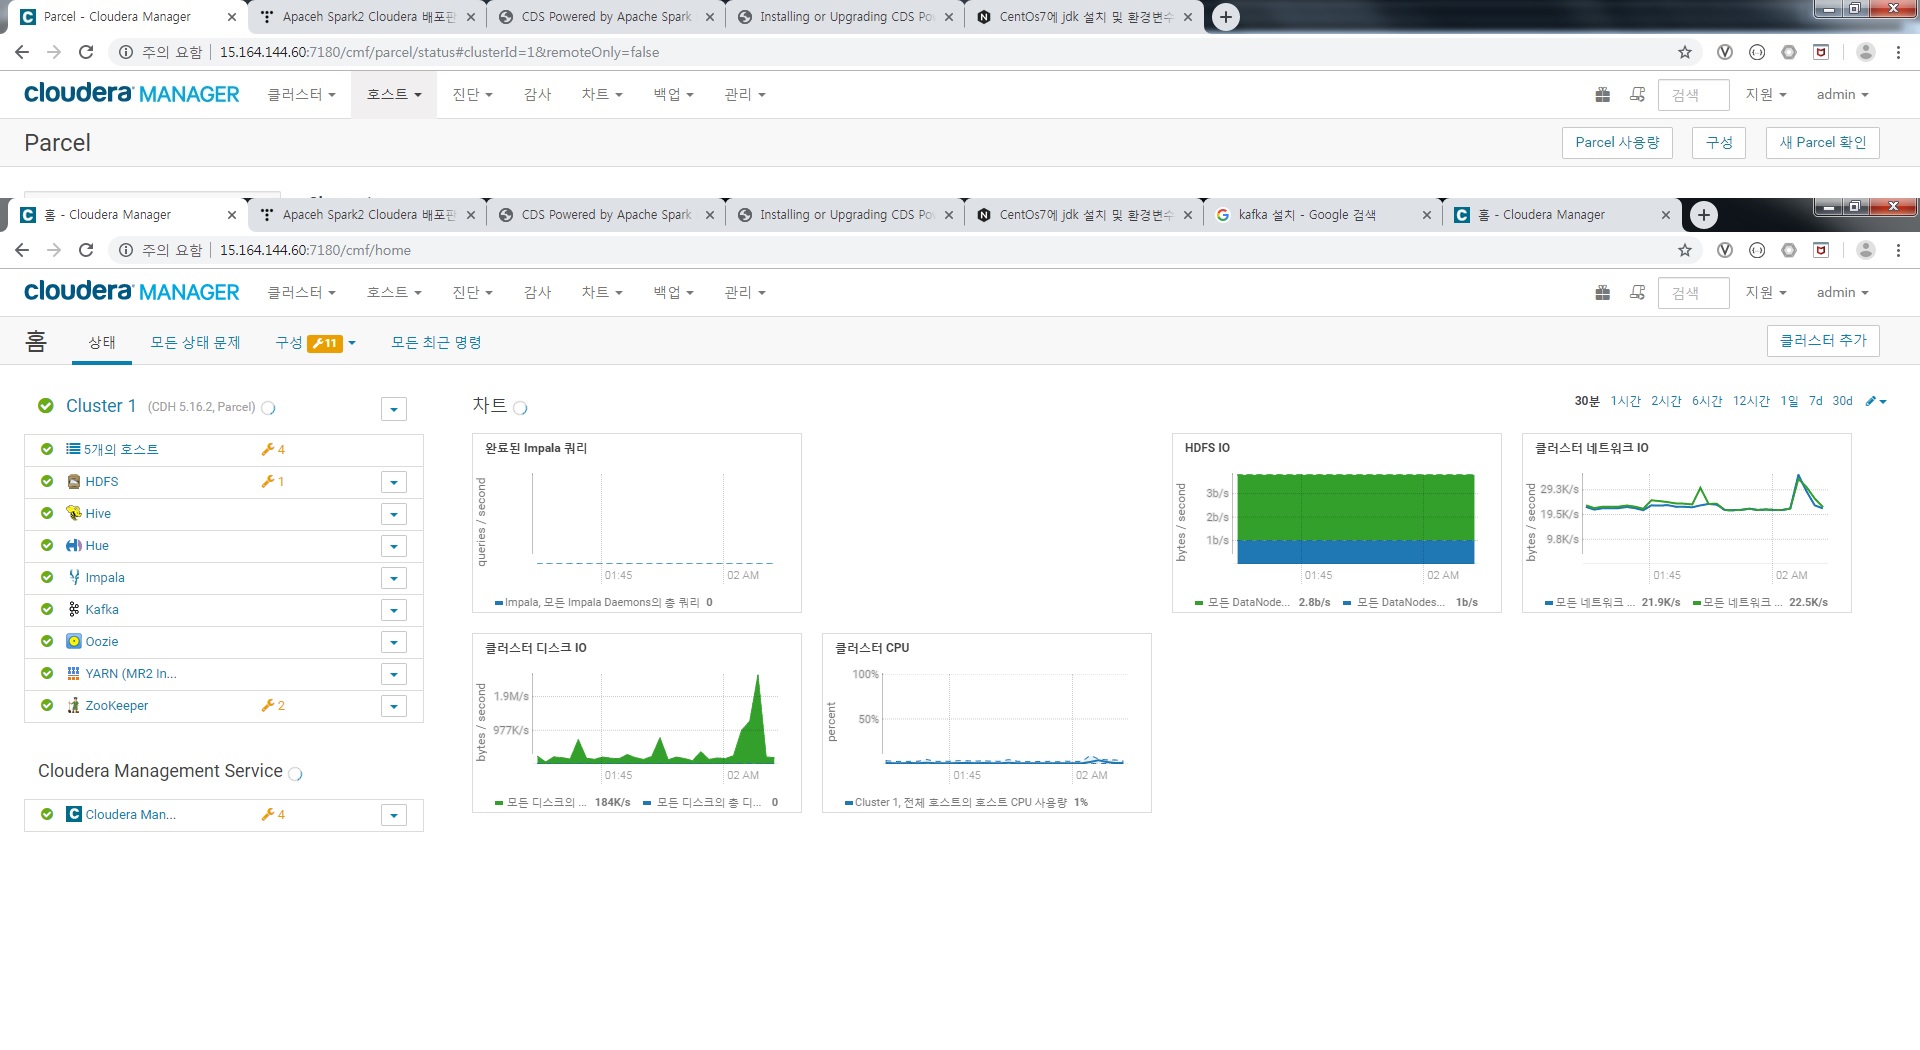 Parcel - Cloudera Manager
Apaceh Spark2 Cloudera 배포판
CDS Powered by Apache Spark
Installing or Upgrading CDS Pow
CentOs7에 jdk 설치 및 환경변수
주의 요함 | 15.164.144.60:7180/cmf/parcel/status#clusterId=1&remoteOnly=false
cloudera MANAGER 클러스터 호스트 진단 감사 차트 백업 관리 검색 지원 admin
Parcel Parcel 사용량 구성 새 Parcel 확인
홈 - Cloudera Manager
Apaceh Spark2 Cloudera 배포판
CDS Powered by Apache Spark
Installing or Upgrading CDS Pow
CentOs7에 jdk 설치 및 환경변수
kafka 설치 - Google 검색
홈 - Cloudera Manager
주의 요함 | 15.164.144.60:7180/cmf/home
cloudera MANAGER 클러스터 호스트 진단 감사 차트 백업 관리 검색 지원 admin
홈 상태 모든 상태 문제 구성 11 모든 최근 명령 클러스터 추가
Cluster 1 (CDH 5.16.2, Parcel)
5개의 호스트 4
HDFS 1
Hive
Hue
Impala
Kafka
Oozie
YARN (MR2 In...
ZooKeeper 2
Cloudera Management Service
Cloudera Man... 4
차트
30분 1시간 2시간 6시간 12시간 1일 7d 30d
완료된 Impala 쿼리
queries / second
01:45 02 AM
Impala, 모든 Impala Daemons의 총 쿼리 0
HDFS IO
bytes / second
3b/s
2b/s
1b/s
01:45 02 AM
모든 DataNode... 2.8b/s 모든 DataNodes... 1b/s
클러스터 네트워크 IO
bytes / second
29.3K/s
19.5K/s
9.8K/s
01:45 02 AM
모든 네트워크 ... 21.9K/s 모든 네트워크 ... 22.5K/s
클러스터 디스크 IO
bytes / second
1.9M/s
977K/s
01:45 02 AM
모든 디스크의 ... 184K/s 모든 디스크의 총 디... 0
클러스터 CPU
percent
100%
50%
01:45 02 AM
Cluster 1, 전체 호스트의 호스트 CPU 사용량 1%